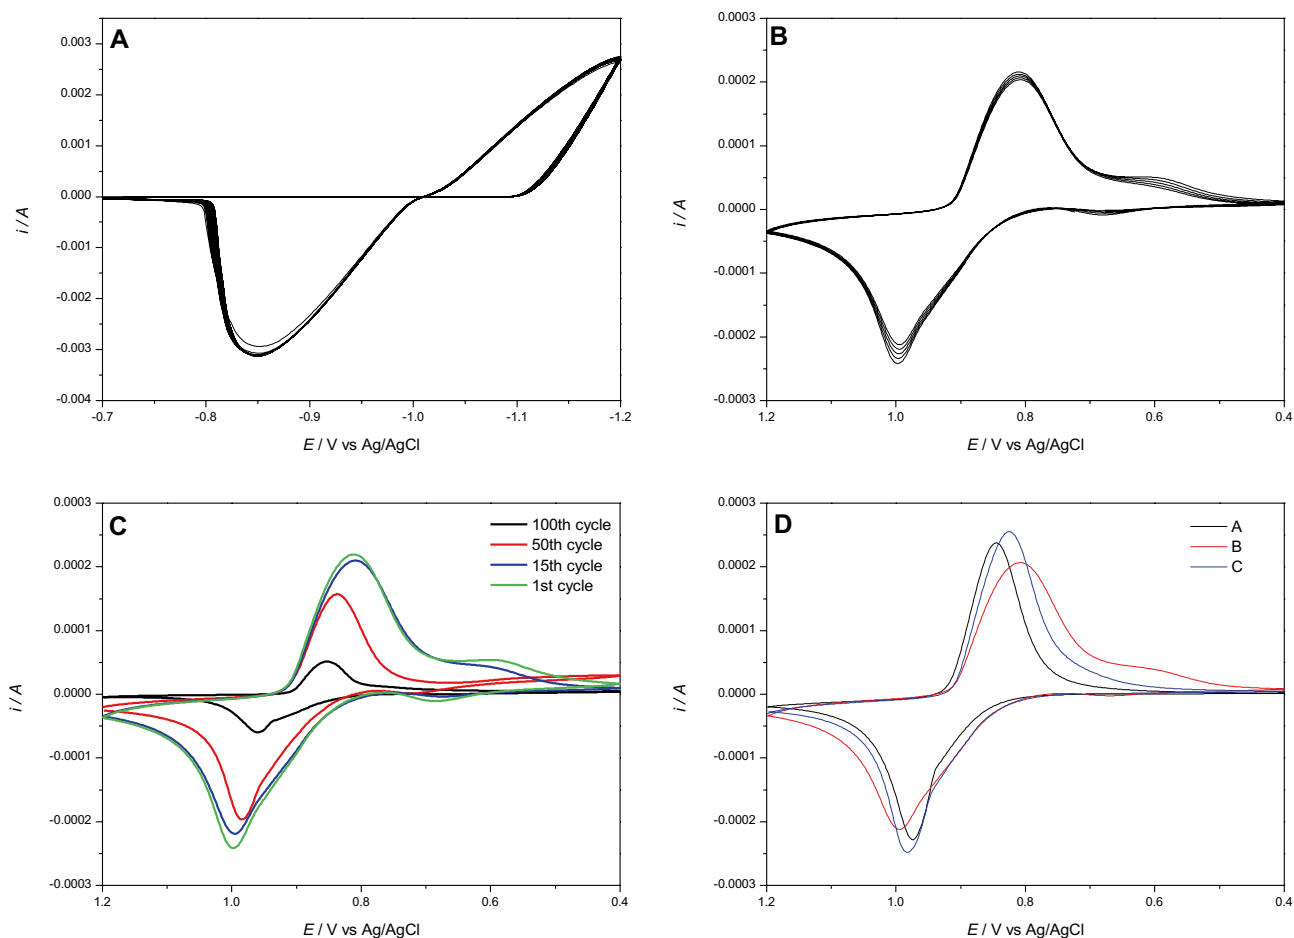 A
i / A
0.003
0.002
0.001
0.000
-0.001
-0.002
-0.003
-0.004
-0.7
-0.8
-0.9
-1.0
-1.1
-1.2
E / V vs Ag/AgCl
B
i / A
0.0003
0.0002
0.0001
0.0000
-0.0001
-0.0002
-0.0003
1.2
1.0
0.8
0.6
0.4
E / V vs Ag/AgCl
C
100th cycle
50th cycle
15th cycle
1st cycle
i / A
0.0003
0.0002
0.0001
0.0000
-0.0001
-0.0002
-0.0003
1.2
1.0
0.8
0.6
0.4
E / V vs Ag/AgCl
D
A
B
C
i / A
0.0003
0.0002
0.0001
0.0000
-0.0001
-0.0002
-0.0003
1.2
1.0
0.8
0.6
0.4
E / V vs Ag/AgCl